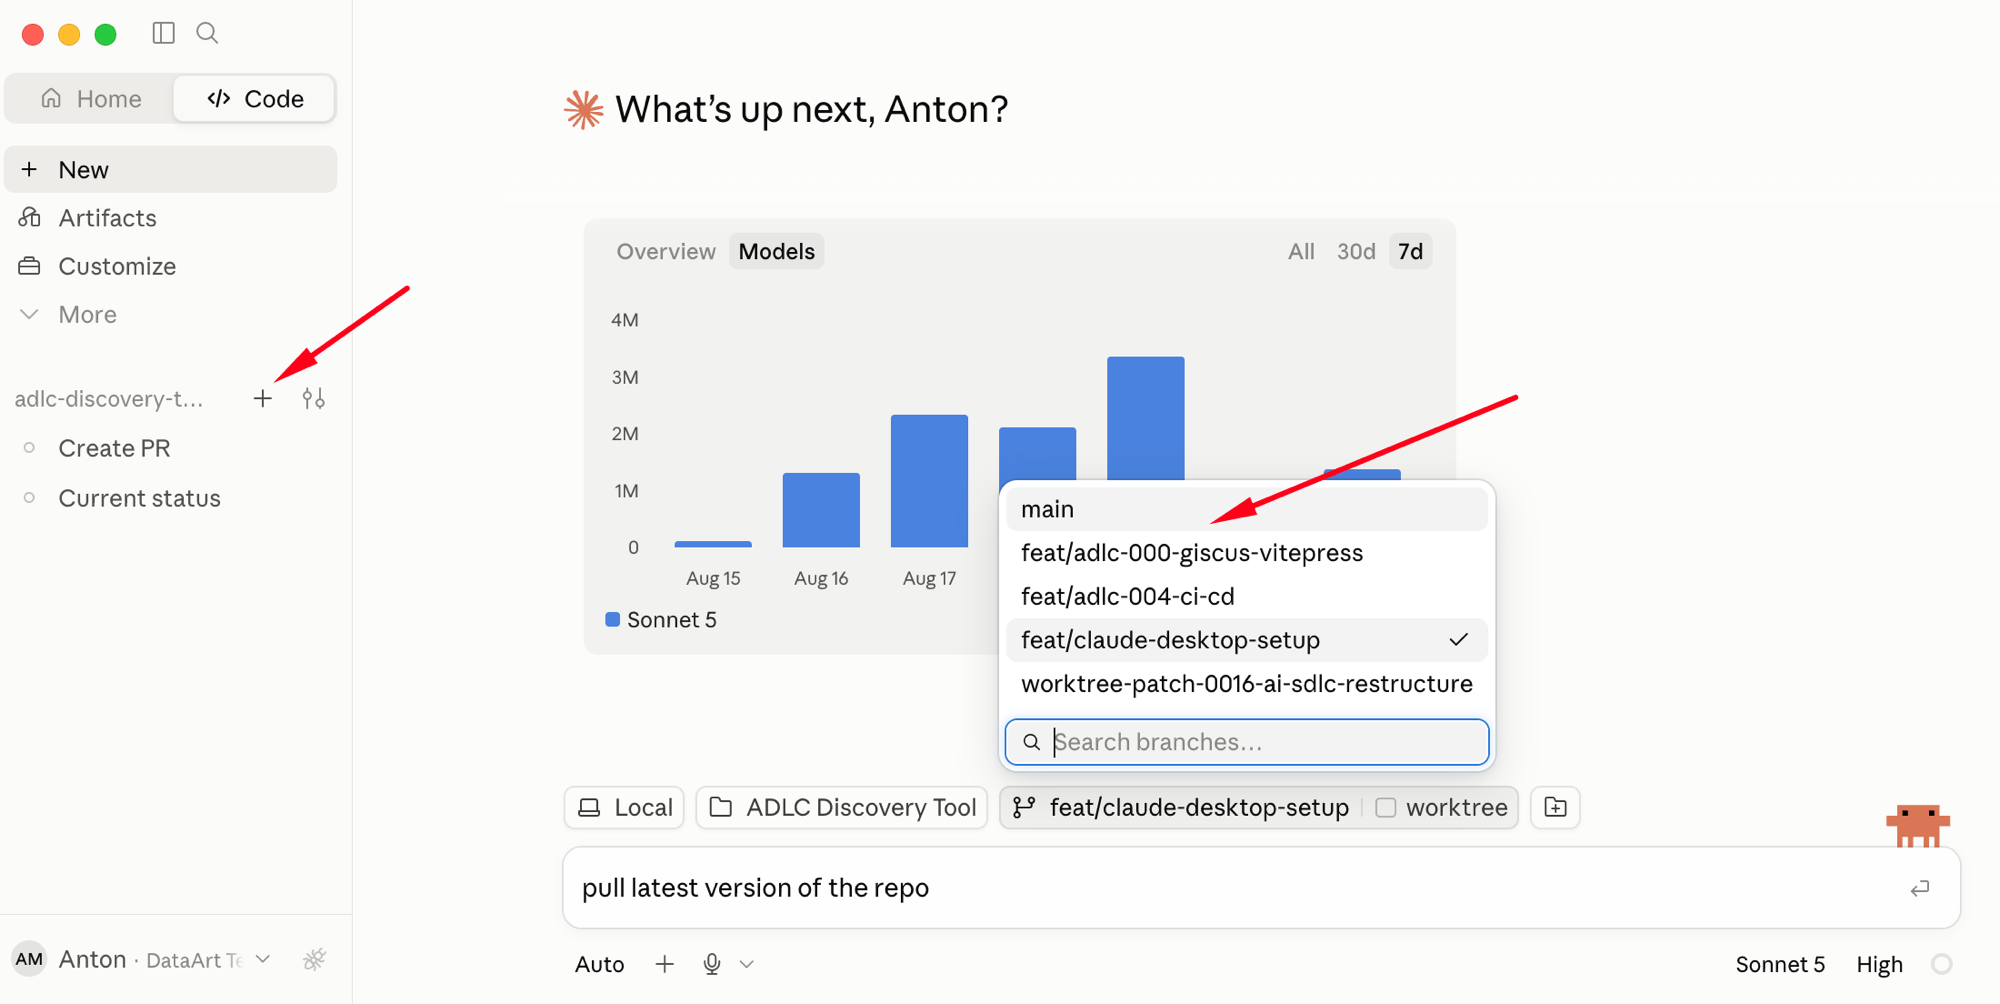 Home
Code
New
Artifacts
Customize
More
adlc-discovery-t...
Create PR
Current status
AM
Anton · DataArt Te
What's up next, Anton?
Overview
Models
All
30d
7d
4M
3M
2M
1M
0
Aug 15
Aug 16
Aug 17
Sonnet 5
main
feat/adlc-000-giscus-vitepress
feat/adlc-004-ci-cd
feat/claude-desktop-setup
worktree-patch-0016-ai-sdlc-restructure
Search branches...
Local
ADLC Discovery Tool
feat/claude-desktop-setup
worktree
pull latest version of the repo
Auto
Sonnet 5
High